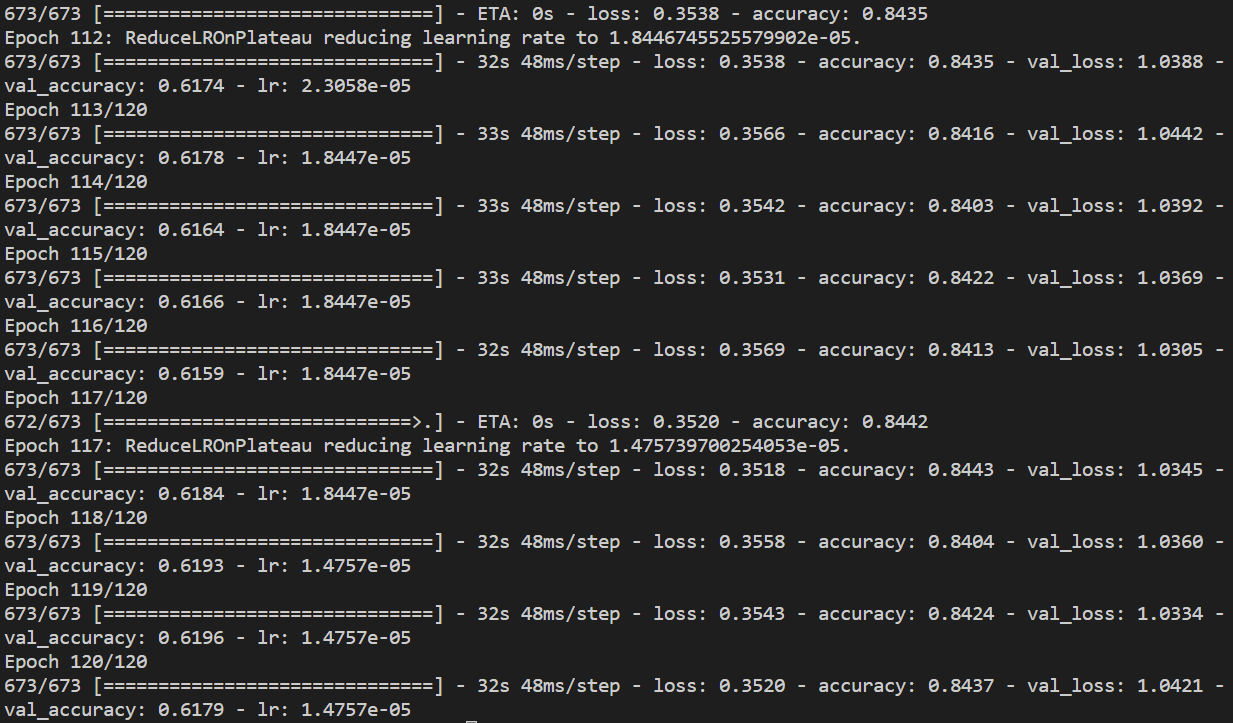 673/673 [==============================] - ETA: 0s - loss: 0.3538 - accuracy: 0.8435
Epoch 112: ReduceLROnPlateau reducing learning rate to 1.8446745525579902e-05.
673/673 [==============================] - 32s 48ms/step - loss: 0.3538 - accuracy: 0.8435 - val_loss: 1.0388 -
val_accuracy: 0.6174 - lr: 2.3058e-05
Epoch 113/120
673/673 [==============================] - 33s 48ms/step - loss: 0.3566 - accuracy: 0.8416 - val_loss: 1.0442 -
val_accuracy: 0.6178 - lr: 1.8447e-05
Epoch 114/120
673/673 [==============================] - 33s 48ms/step - loss: 0.3542 - accuracy: 0.8403 - val_loss: 1.0392 -
val_accuracy: 0.6164 - lr: 1.8447e-05
Epoch 115/120
673/673 [==============================] - 33s 48ms/step - loss: 0.3531 - accuracy: 0.8422 - val_loss: 1.0369 -
val_accuracy: 0.6166 - lr: 1.8447e-05
Epoch 116/120
673/673 [==============================] - 32s 48ms/step - loss: 0.3569 - accuracy: 0.8413 - val_loss: 1.0305 -
val_accuracy: 0.6159 - lr: 1.8447e-05
Epoch 117/120
672/673 [============================>.] - ETA: 0s - loss: 0.3520 - accuracy: 0.8442
Epoch 117: ReduceLROnPlateau reducing learning rate to 1.475739700254053e-05.
673/673 [==============================] - 32s 48ms/step - loss: 0.3518 - accuracy: 0.8443 - val_loss: 1.0345 -
val_accuracy: 0.6184 - lr: 1.8447e-05
Epoch 118/120
673/673 [==============================] - 32s 48ms/step - loss: 0.3558 - accuracy: 0.8404 - val_loss: 1.0360 -
val_accuracy: 0.6193 - lr: 1.4757e-05
Epoch 119/120
673/673 [==============================] - 32s 48ms/step - loss: 0.3543 - accuracy: 0.8424 - val_loss: 1.0334 -
val_accuracy: 0.6196 - lr: 1.4757e-05
Epoch 120/120
673/673 [==============================] - 32s 48ms/step - loss: 0.3520 - accuracy: 0.8437 - val_loss: 1.0421 -
val_accuracy: 0.6179 - lr: 1.4757e-05